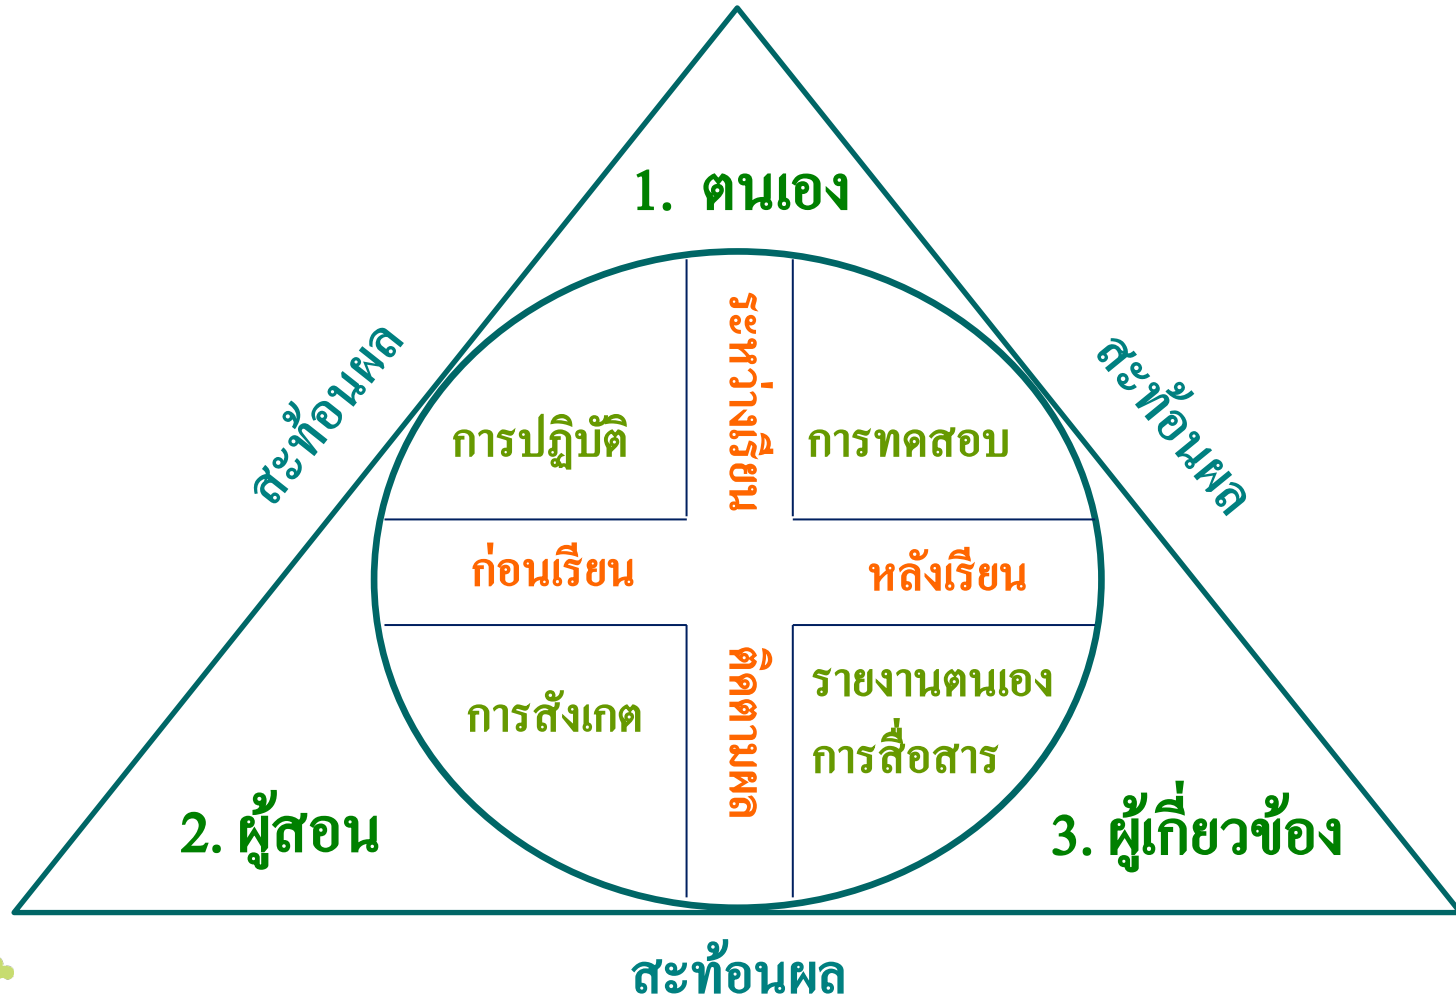 1. ตนเอง
สะท้อนผล
สะท้อนผล
ระหว่างเรียน
การปฏิบัติ
การทดสอบ
ก่อนเรียน
หลังเรียน
ติดตามผล
การสังเกต
รายงานตนเอง
การสื่อสาร
2. ผู้สอน
3. ผู้เกี่ยวข้อง
สะท้อนผล